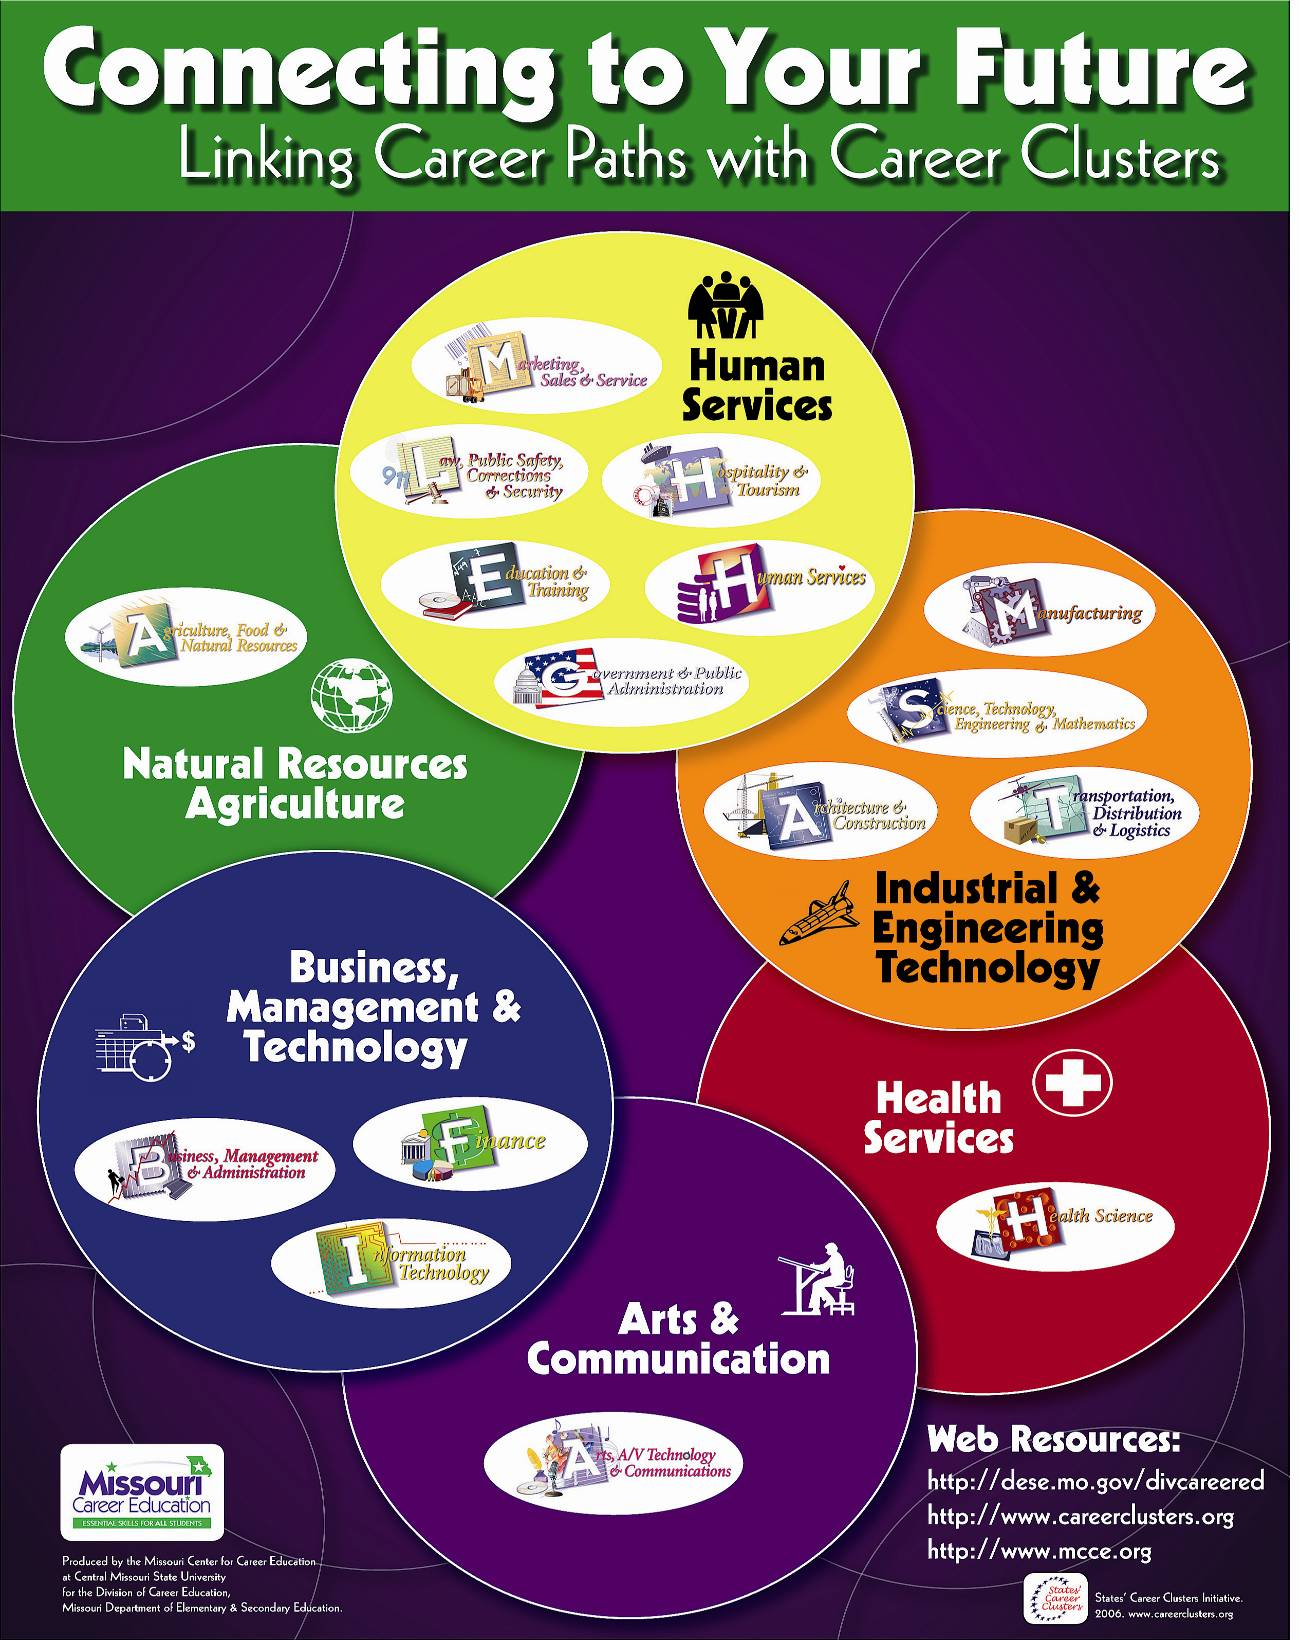 Connecting to Your Future
Linking Career Paths with Career Clusters
Human
Services
Marketing,
Sales & Service
911
Law, Public Safety,
Corrections
& Security
Hospitality &
Tourism
Education &
Training
Human Services
Government & Public
Administration
Agriculture, Food &
Natural Resources
Natural Resources
Agriculture
Manufacturing
Science, Technology,
Engineering & Mathematics
Architecture &
Construction
Transportation,
Distribution
& Logistics
Industrial &
Engineering
Technology
Business,
Management &
Technology
$
Business, Management
& Administration
Finance
Information
Technology
Health
Services
Health Science
Arts &
Communication
Arts, A/V Technology
& Communications
Web Resources:
http://dese.mo.gov/divcareered
http://www.careerclusters.org
http://www.mcce.org
Missouri
Career Education
ESSENTIAL SKILLS FOR ALL STUDENTS
Produced by the Missouri Center for Career Education
at Central Missouri State University
for the Division of Career Education,
Missouri Department of Elementary & Secondary Education.
States'
Career
Clusters
States' Career Clusters Initiative.
2006. www.careerclusters.org